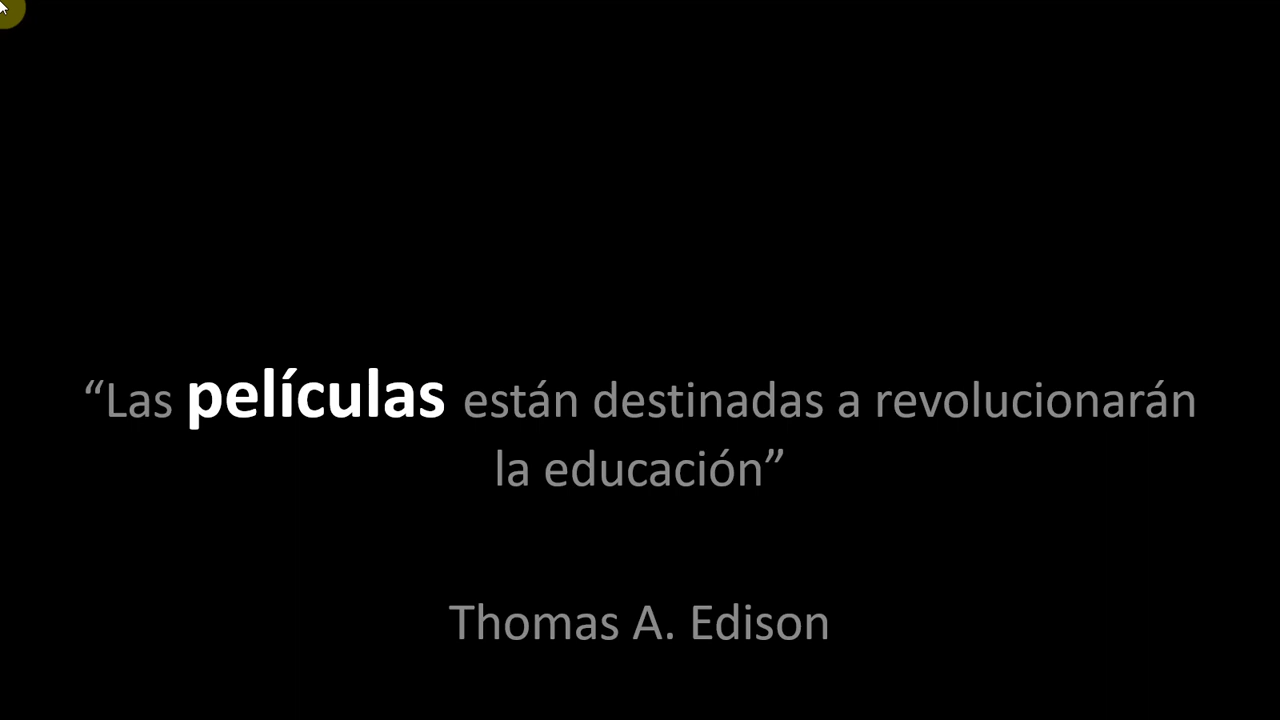 “Las películas están destinadas a revolucionarán
la educación”
Thomas A. Edison